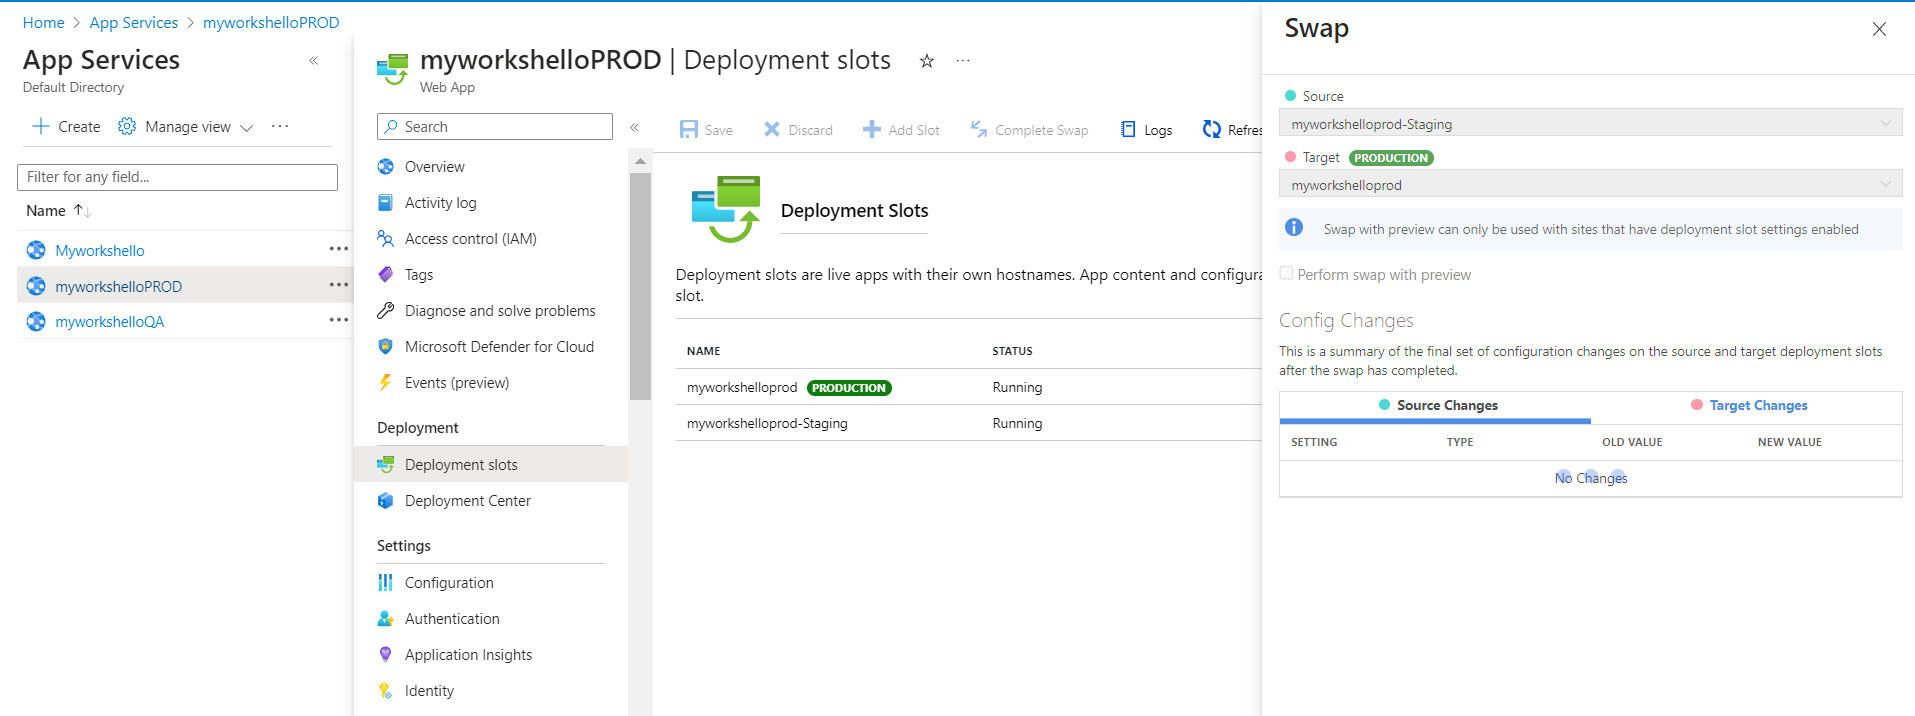 Home > App Services > myworkshelloPROD
App Services
Default Directory
Create Manage view ...
Filter for any field...
Name
Myworkshello ...
myworkshelloPROD ...
myworkshelloQA ...
myworkshelloPROD | Deployment slots ...
Web App
Search
Overview
Activity log
Access control (IAM)
Tags
Diagnose and solve problems
Microsoft Defender for Cloud
Events (preview)
Deployment
Deployment slots
Deployment Center
Settings
Configuration
Authentication
Application Insights
Identity
Save Discard Add Slot Complete Swap Logs Refres
Deployment Slots
Deployment slots are live apps with their own hostnames. App content and configura
slot.
NAME STATUS
myworkshelloprod PRODUCTION Running
myworkshelloprod-Staging Running
Swap
Source
myworkshelloprod-Staging
Target PRODUCTION
myworkshelloprod
Swap with preview can only be used with sites that have deployment slot settings enabled
Perform swap with preview
Config Changes
This is a summary of the final set of configuration changes on the source and target deployment slots
after the swap has completed.
Source Changes Target Changes
SETTING TYPE OLD VALUE NEW VALUE
No Changes